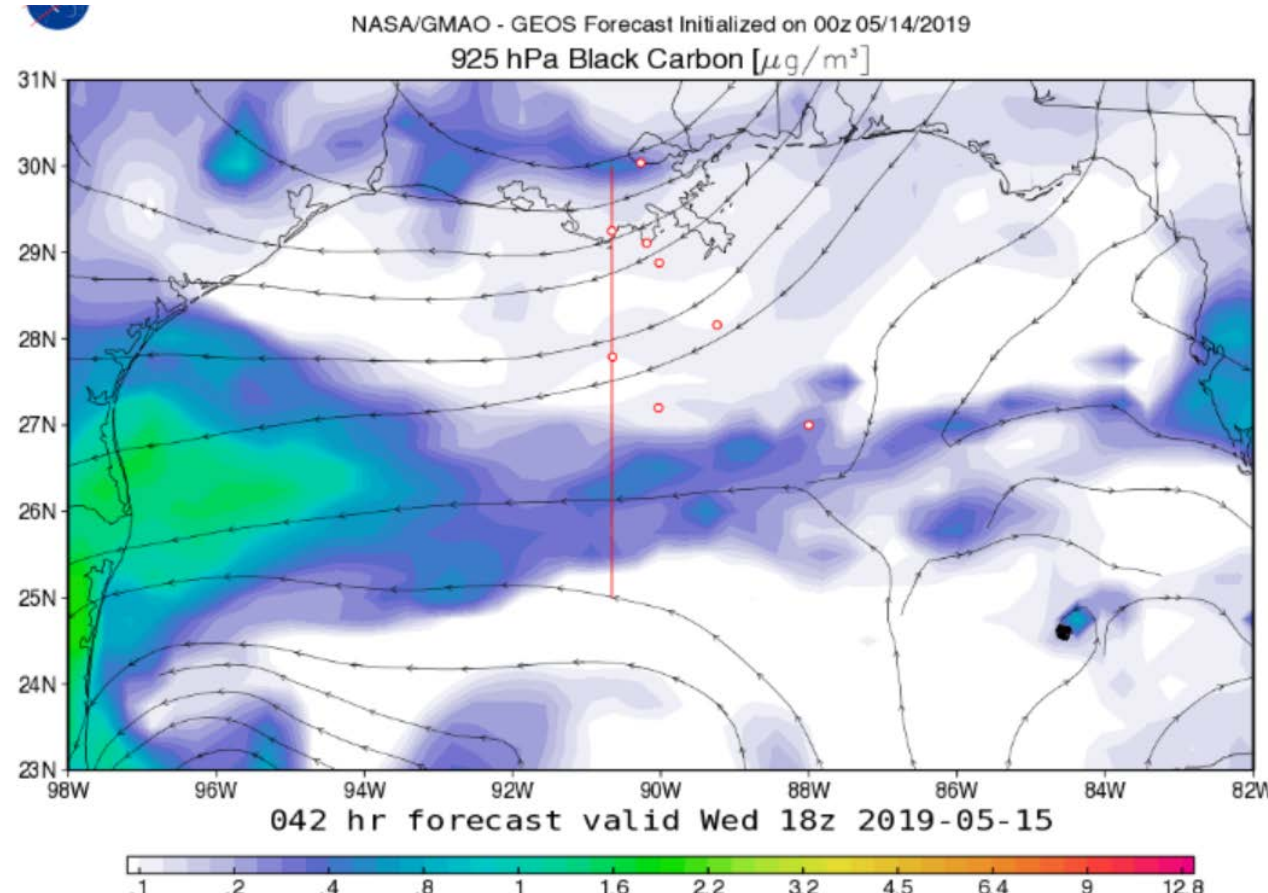 NASA/GMAO - GEOS Forecast Initialized on 00z 05/14/2019
925 hPa Black Carbon [μg/m³]
31N
30N
29N
28N
27N
26N
25N
24N
23N
98W 96W 94W 92W 90W 88W 86W 84W 82W
042 hr forecast valid Wed 18z 2019-05-15
.1 .2 .4 .8 1 1.6 2.2 3.2 4.5 6.4 9 12.8